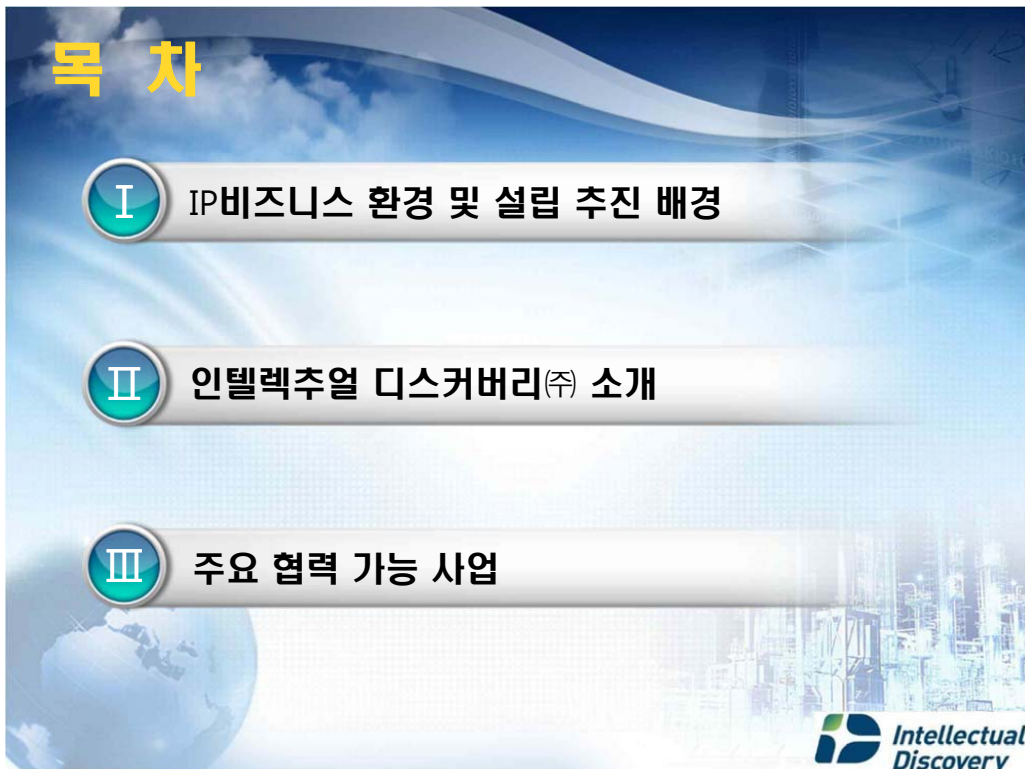 목 차
Ⅰ IP비즈니스 환경 및 설립 추진 배경
Ⅱ 인텔렉추얼 디스커버리㈜ 소개
Ⅲ 주요 협력 가능 사업
Intellectual
Discovery